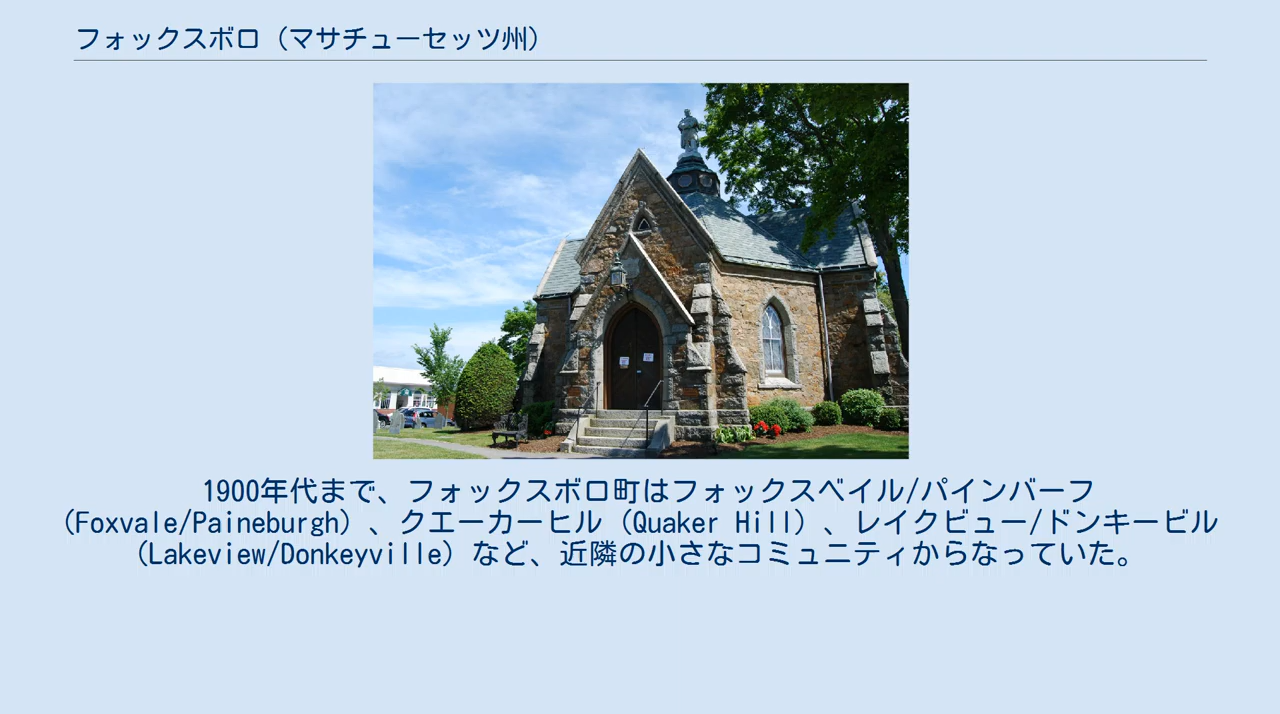 フォックスボロ（マサチューセッツ州）
1900年代まで、フォックスボロ町はフォックスベイル/パインバーフ
（Foxvale/Paineburgh）、クエーカーヒル（Quaker Hill）、レイクビュー/ドンキービル
（Lakeview/Donkeyville）など、近隣の小さなコミュニティからなっていた。